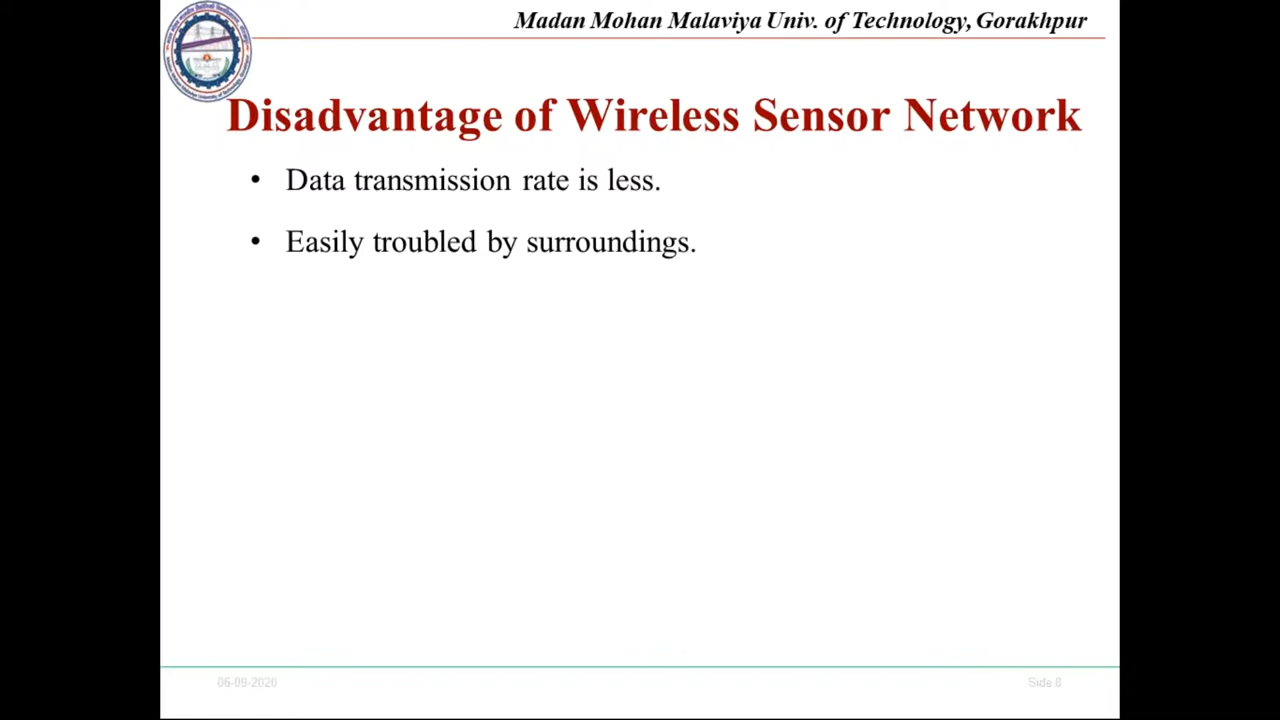 Madan Mohan Malaviya Univ. of Technology, Gorakhpur
Disadvantage of Wireless Sensor Network
• Data transmission rate is less.
• Easily troubled by surroundings.
06-09-2020
Side 8